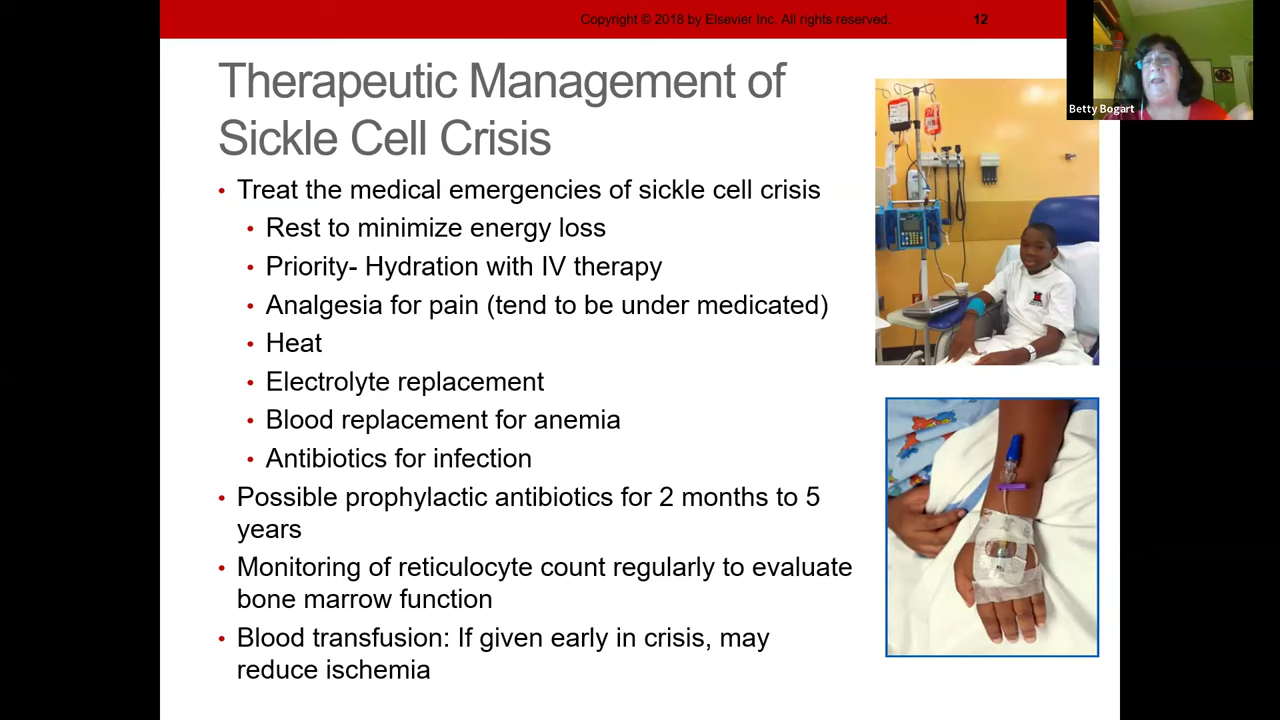 Copyright © 2018 by Elsevier Inc. All rights reserved.
12
Betty Bogart
Therapeutic Management of
Sickle Cell Crisis
• Treat the medical emergencies of sickle cell crisis
• Rest to minimize energy loss
• Priority- Hydration with IV therapy
• Analgesia for pain (tend to be under medicated)
• Heat
• Electrolyte replacement
• Blood replacement for anemia
• Antibiotics for infection
• Possible prophylactic antibiotics for 2 months to 5
years
• Monitoring of reticulocyte count regularly to evaluate
bone marrow function
• Blood transfusion: If given early in crisis, may
reduce ischemia